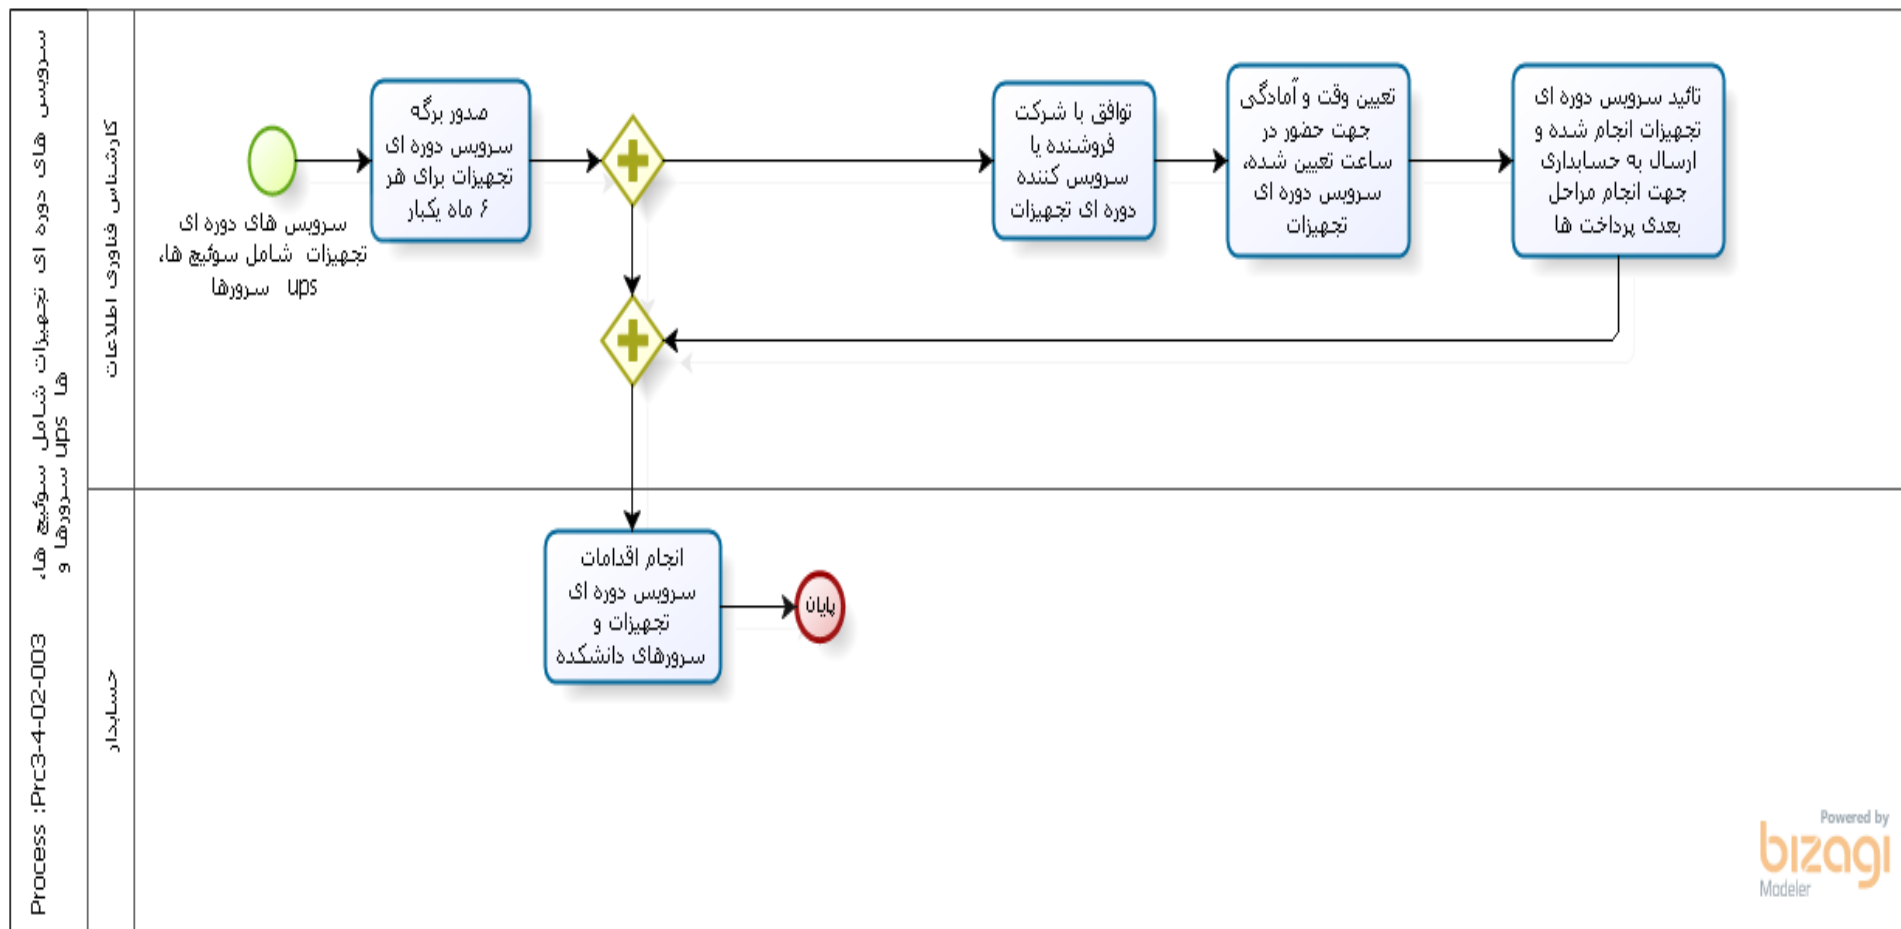 سرویس های دوره ای تجهیزات شامل سوئیچ ها،
سرورها و ups ها
و
Process :Prc3-4-02-003
کارشناس فناوری اطلاعات
سرویس های دوره ای
تجهیزات شامل سوئیچ ها،
ups سرورها
صدور برگه
سرویس دوره ای
تجهیزات برای هر
۶ ماه یکبار
توافق با شرکت
فروشنده یا
سرویس کننده
دوره ای تجهیزات
تعیین وقت و آمادگی
جهت حضور در
ساعت تعیین شده،
سرویس دوره ای
تجهیزات
تائید سرویس دوره ای
تجهیزات انجام شده و
ارسال به حسابداری
جهت انجام مراحل
بعدی پرداخت ها
حسابدار
انجام اقدامات
سرویس دوره ای
تجهیزات و
سرورهای دانشکده
پایان
Powered by
bizagi
Modeler